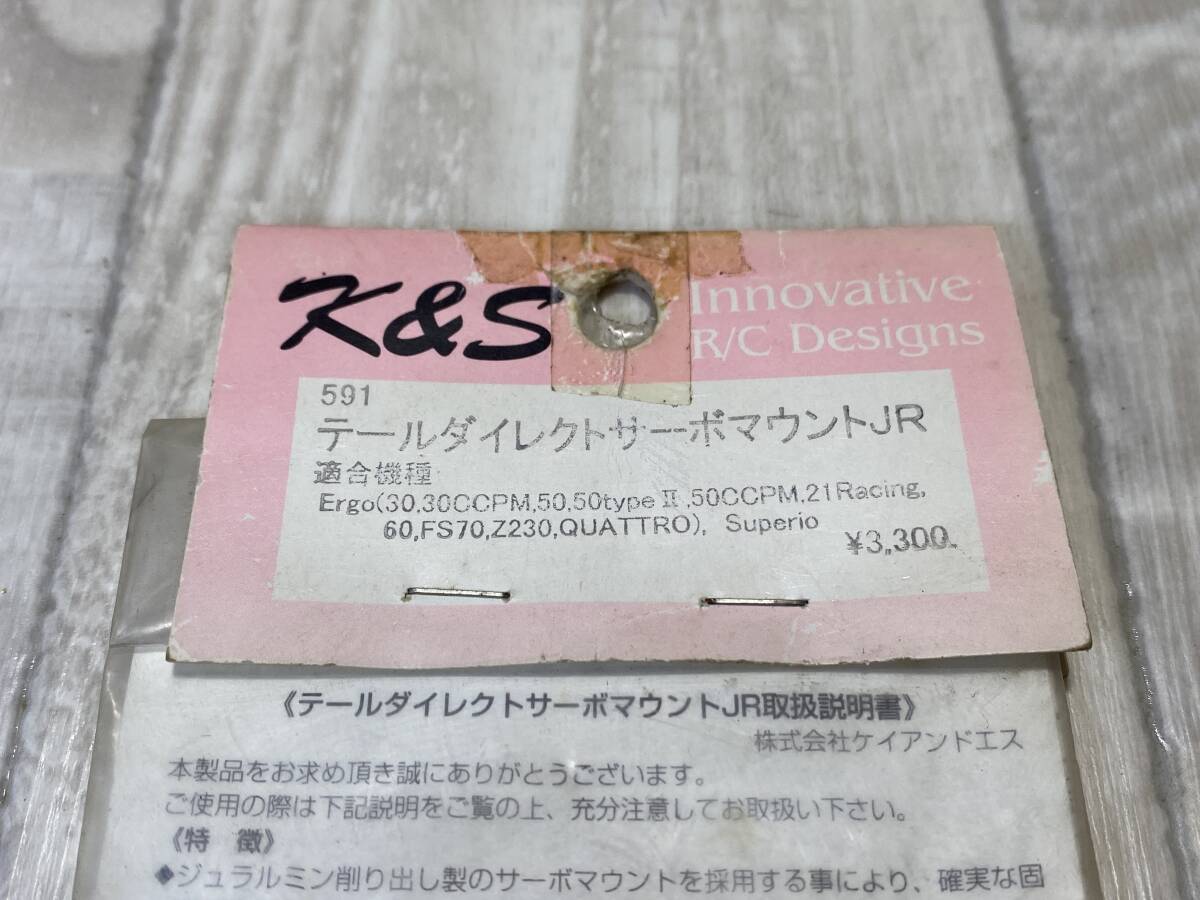 K&S
Innovative
R/C Designs
591
テールダイレクトサーボマウントJR
適合機種
Ergo(30,30CCPM,50,50typeⅡ,50CCPM,21Racing,
60,FS70,Z230,QUATTRO), Superio
¥3,300.
《テールダイレクトサーボマウントJR取扱説明書》
株式会社ケイアンドエス
本製品をお求め頂き誠にありがとうございます。
ご使用の際は下記説明をご覧の上、充分注意してお取扱い下さい。
《特 徴》
◆ジュラルミン削り出し製のサーボマウントを採用する事により、確実な固